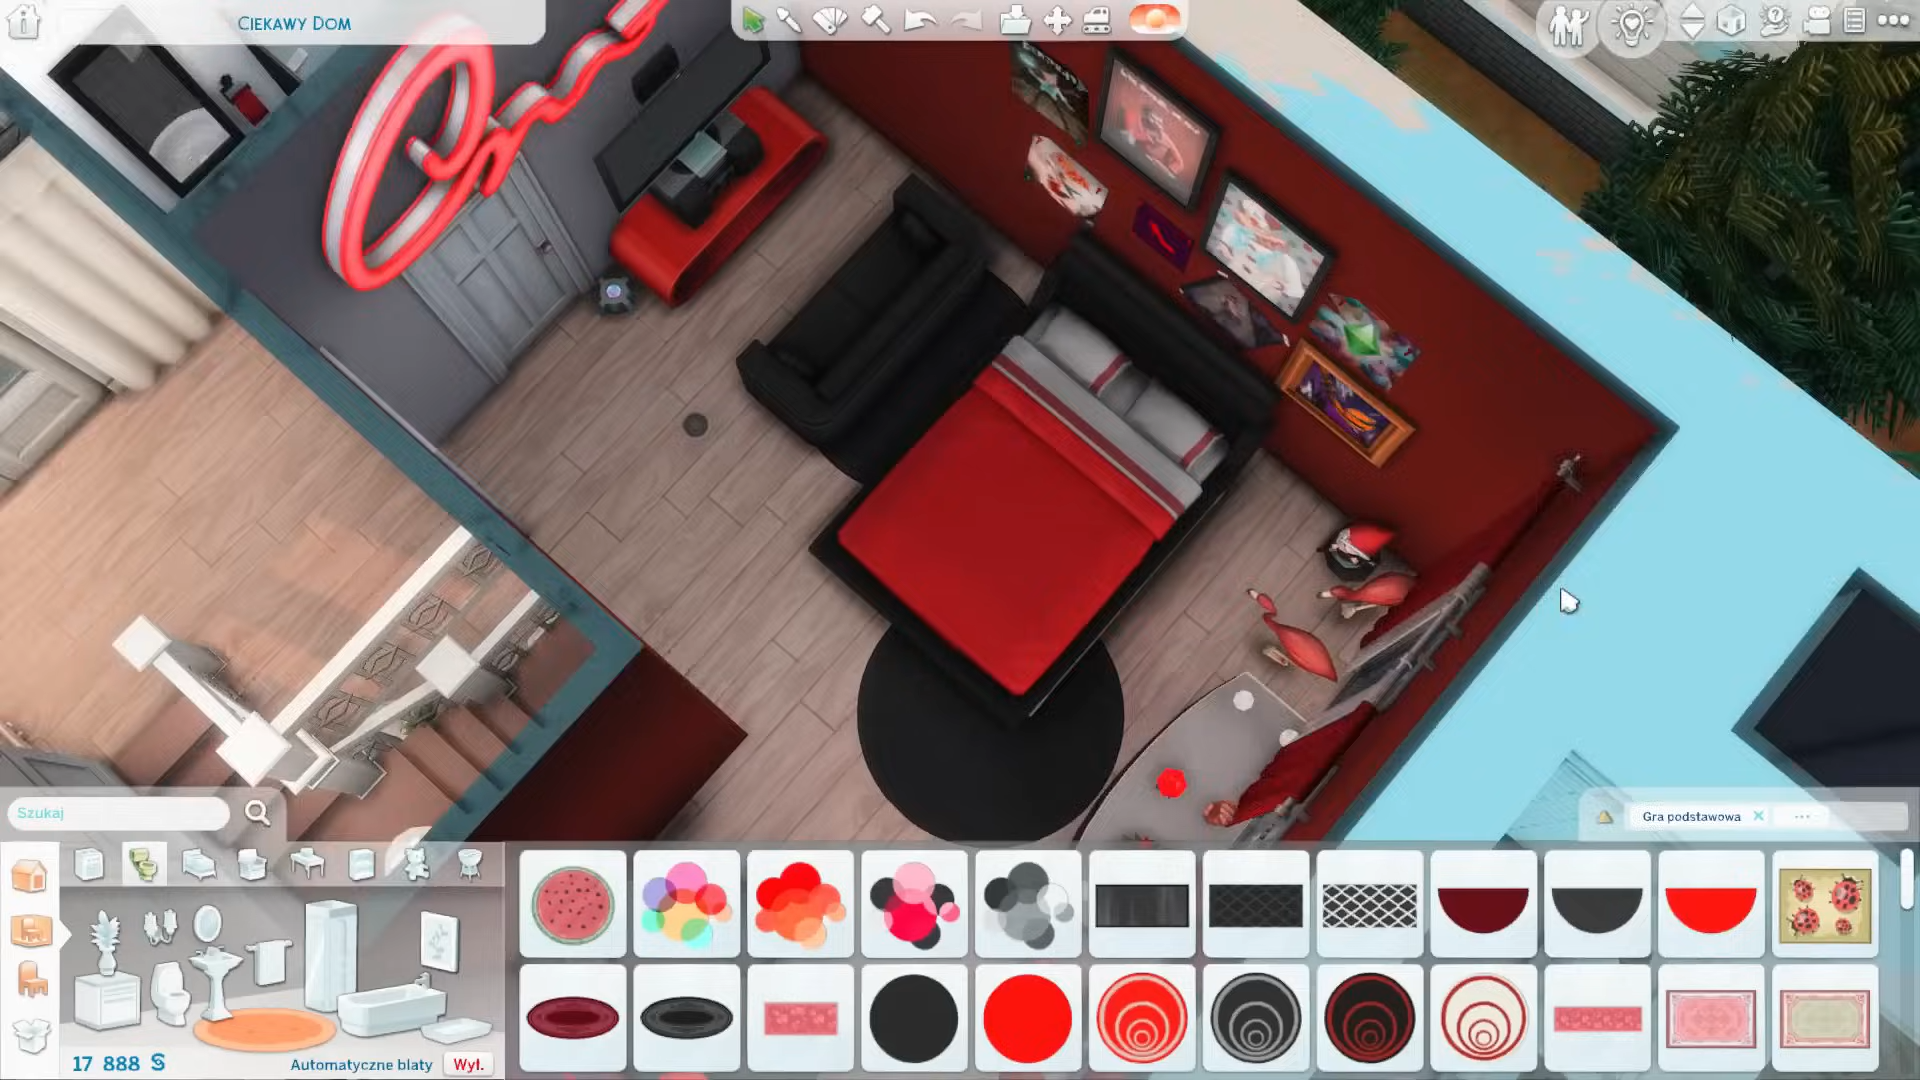 CIEKAWY DOM
Szukaj
Gra podstawowa
17 888 §
Automatyczne blaty
Wył.